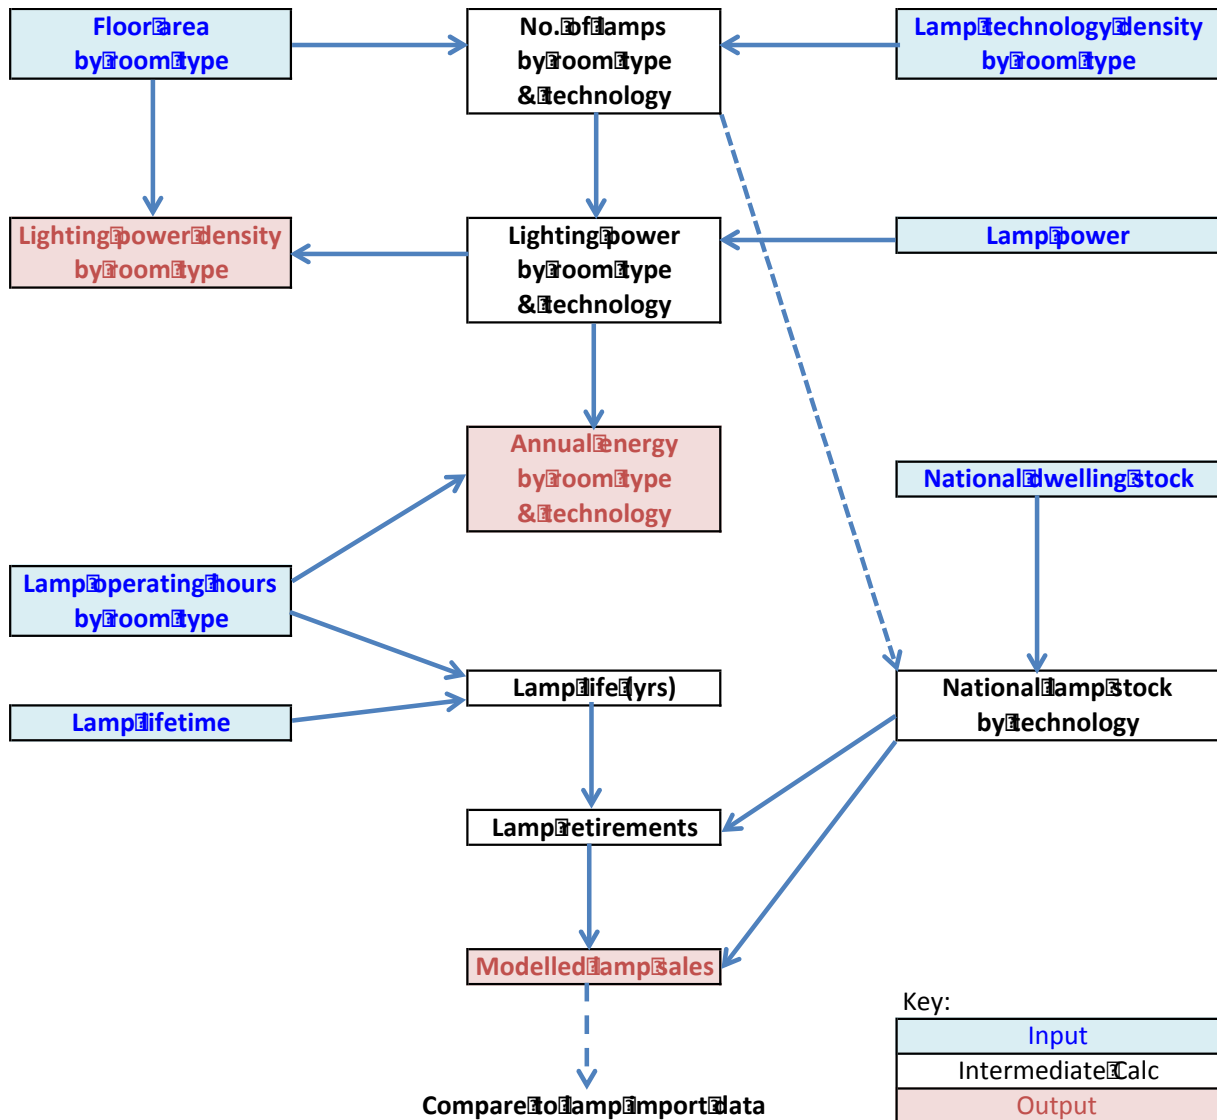 Floor area
by room type
No. of lamps
by room type
& technology
Lamp technology density
by room type
Lighting power density
by room type
Lighting power
by room type
& technology
Lamp power
Annual energy
by room type
& technology
National dwelling stock
Lamp operating hours
by room type
Lamp life (yrs)
National lamp stock
by technology
Lamp lifetime
Lamp retirements
Modelled lamp sales
Key:
Input
Intermediate Calc
Output
Compare to lamp import data